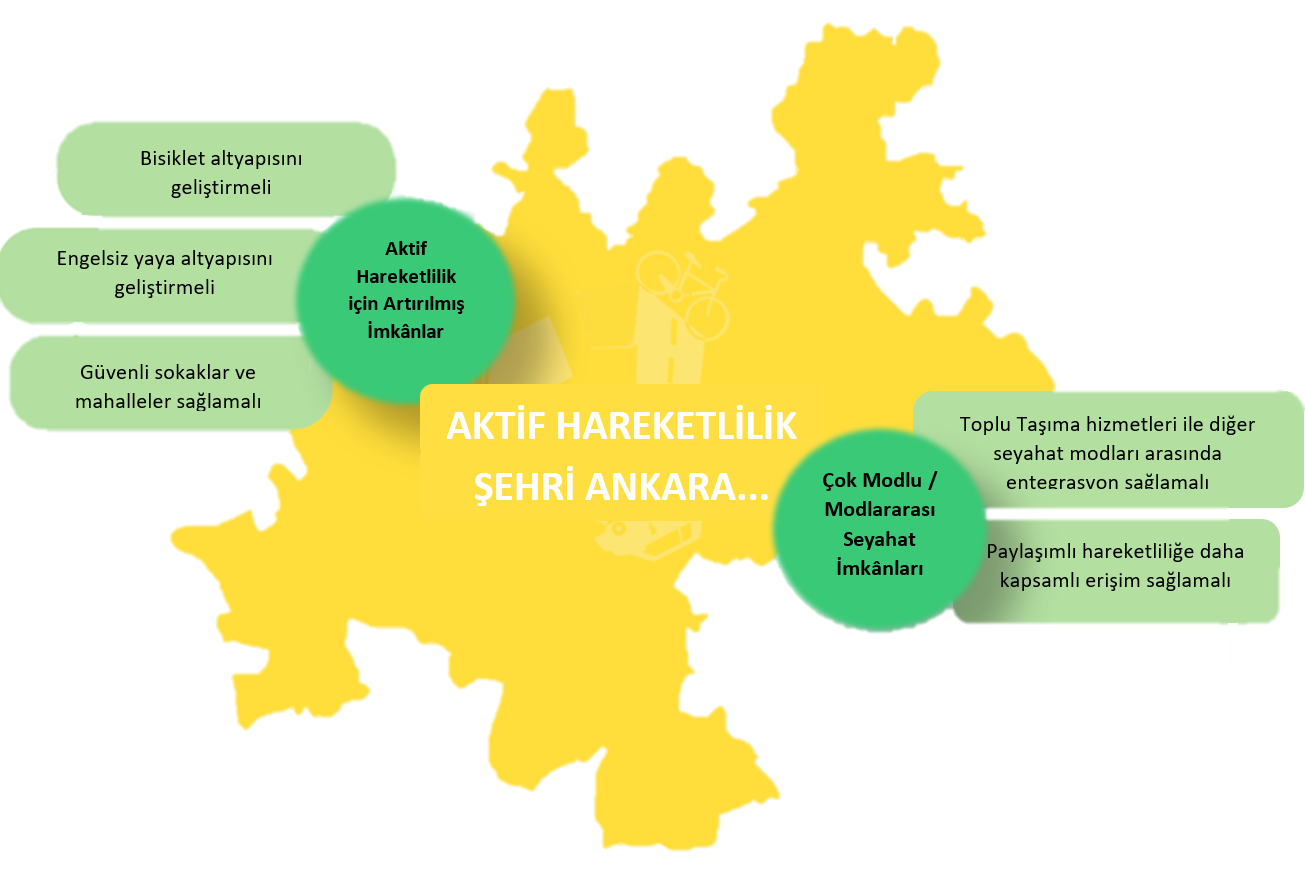 Bisiklet altyapısını
geliştirmeli
Engelsiz yaya altyapısını
geliştirmeli
Güvenli sokaklar ve
mahalleler sağlamalı
Aktif
Hareketlilik
için Artırılmış
İmkânlar
AKTİF HAREKETLİLİK
ŞEHRİ ANKARA...
Çok Modlu /
Modlararası
Seyahat
İmkânları
Toplu Taşıma hizmetleri ile diğer
seyahat modları arasında
entegrasyon sağlamalı
Paylaşımlı hareketliliğe daha
kapsamlı erişim sağlamalı